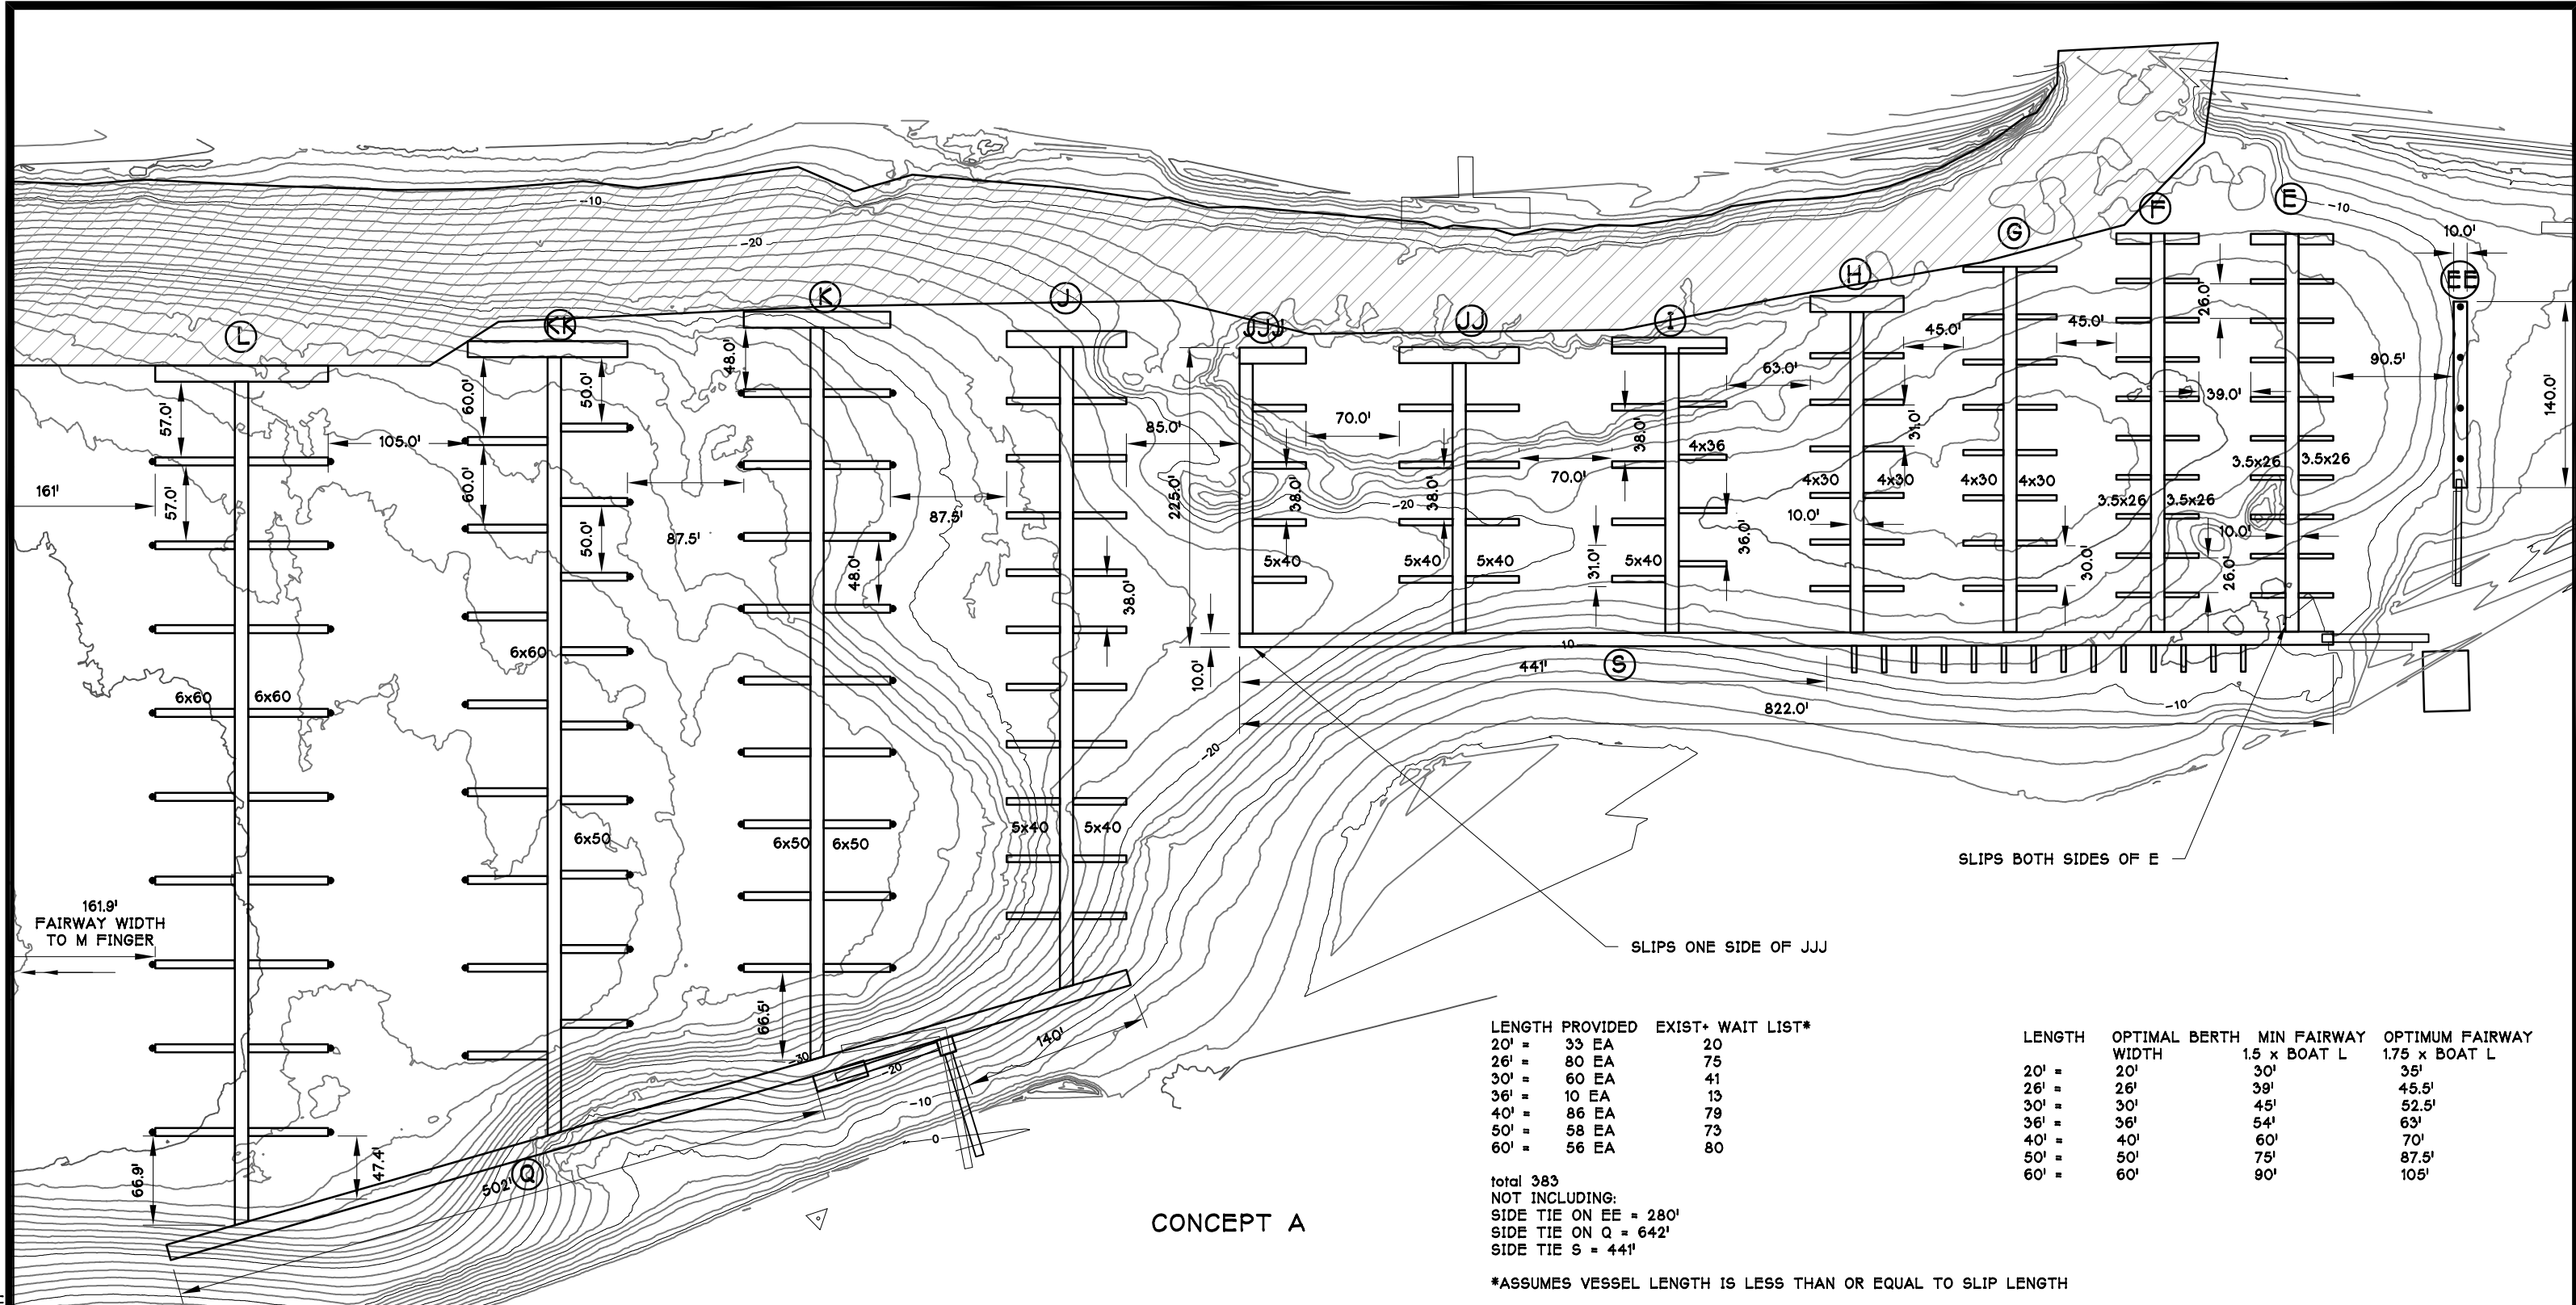 E
F
G
H
I
JJ
JJJ
J
K
KK
L
EE
-10
-20
-10
10.0'
26.0'
45.0'
45.0'
63.0'
39.0'
90.5'
140.0'
48.0'
60.0'
50.0'
57.0'
105.0'
85.0'
70.0'
38.0'
31.0'
4x36
3.5x26
3.5x26
161'
57.0'
60.0'
50.0'
87.5'
87.5'
225.0'
38.0'
38.0'
-20
70.0'
4x30
4x30
4x30
4x30
3.5x26
3.5x26
10.0'
10.0'
36.0'
48.0'
38.0'
5x40
5x40
5x40
5x40
31.0'
30.0'
26.0'
6x60
6x60
6x60
10.0'
-10
441'
S
822.0'
-10
-20
6x50
6x50
6x50
5x40
5x40
SLIPS BOTH SIDES OF E
161.9'
FAIRWAY WIDTH
TO M FINGER
SLIPS ONE SIDE OF JJJ
66.5'
-30
-20
-10
0
140'
66.9'
47.4'
502'
Q
CONCEPT A
LENGTH PROVIDED EXIST+ WAIT LIST*
20' = 33 EA 20
26' = 80 EA 75
30' = 60 EA 41
36' = 10 EA 13
40' = 86 EA 79
50' = 58 EA 73
60' = 56 EA 80
total 383
NOT INCLUDING:
SIDE TIE ON EE = 280'
SIDE TIE ON Q = 642'
SIDE TIE S = 441'
*ASSUMES VESSEL LENGTH IS LESS THAN OR EQUAL TO SLIP LENGTH
LENGTH OPTIMAL BERTH MIN FAIRWAY OPTIMUM FAIRWAY
WIDTH 1.5 x BOAT L 1.75 x BOAT L
20' = 20' 30' 35'
26' = 26' 39' 45.5'
30' = 30' 45' 52.5'
36' = 36' 54' 63'
40' = 40' 60' 70'
50' = 50' 75' 87.5'
60' = 60' 90' 105'